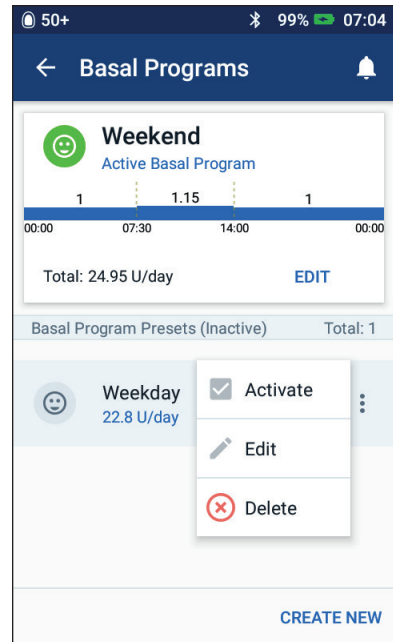 50+ 99% 07:04
Basal Programs
Weekend
Active Basal Program
1 1.15 1
00:00 07:30 14:00 00:00
Total: 24.95 U/day EDIT
Basal Program Presets (Inactive) Total: 1
Weekday
22.8 U/day
Activate
Edit
Delete
CREATE NEW